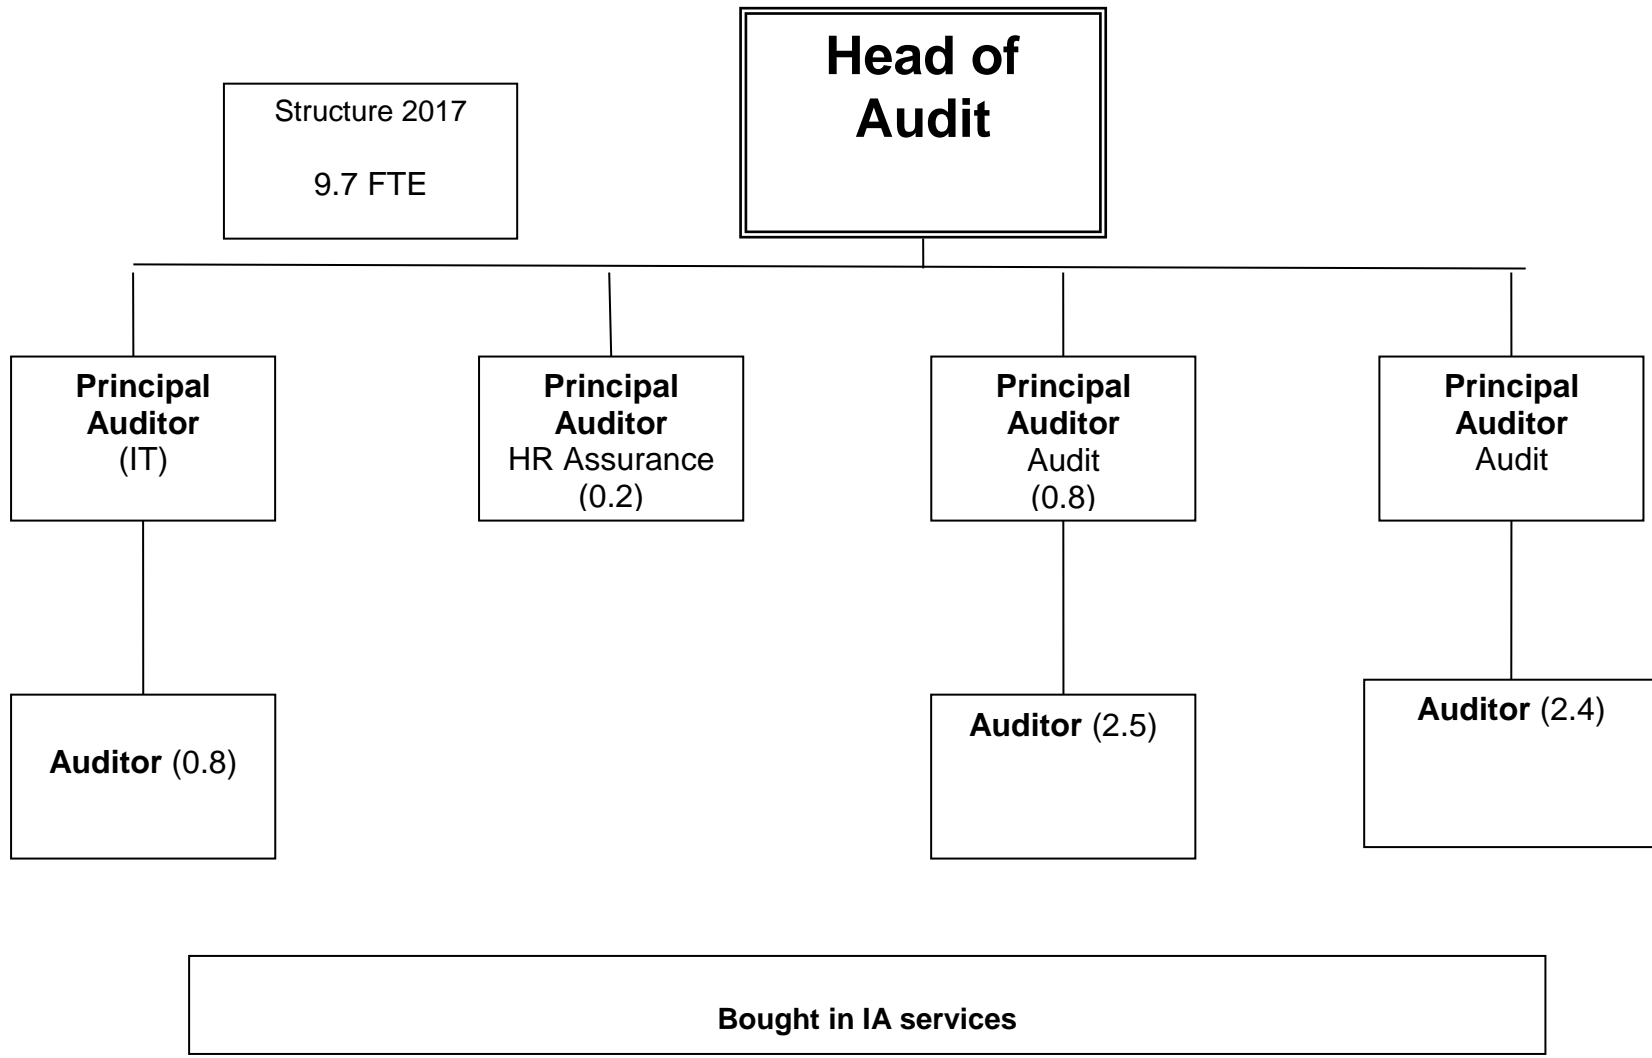 Head of
Audit
Structure 2017
9.7 FTE
Principal
Auditor
(IT)
Principal
Auditor
HR Assurance
(0.2)
Principal
Auditor
Audit
(0.8)
Principal
Auditor
Audit
Auditor (0.8)
Auditor (2.5)
Auditor (2.4)
Bought in IA services